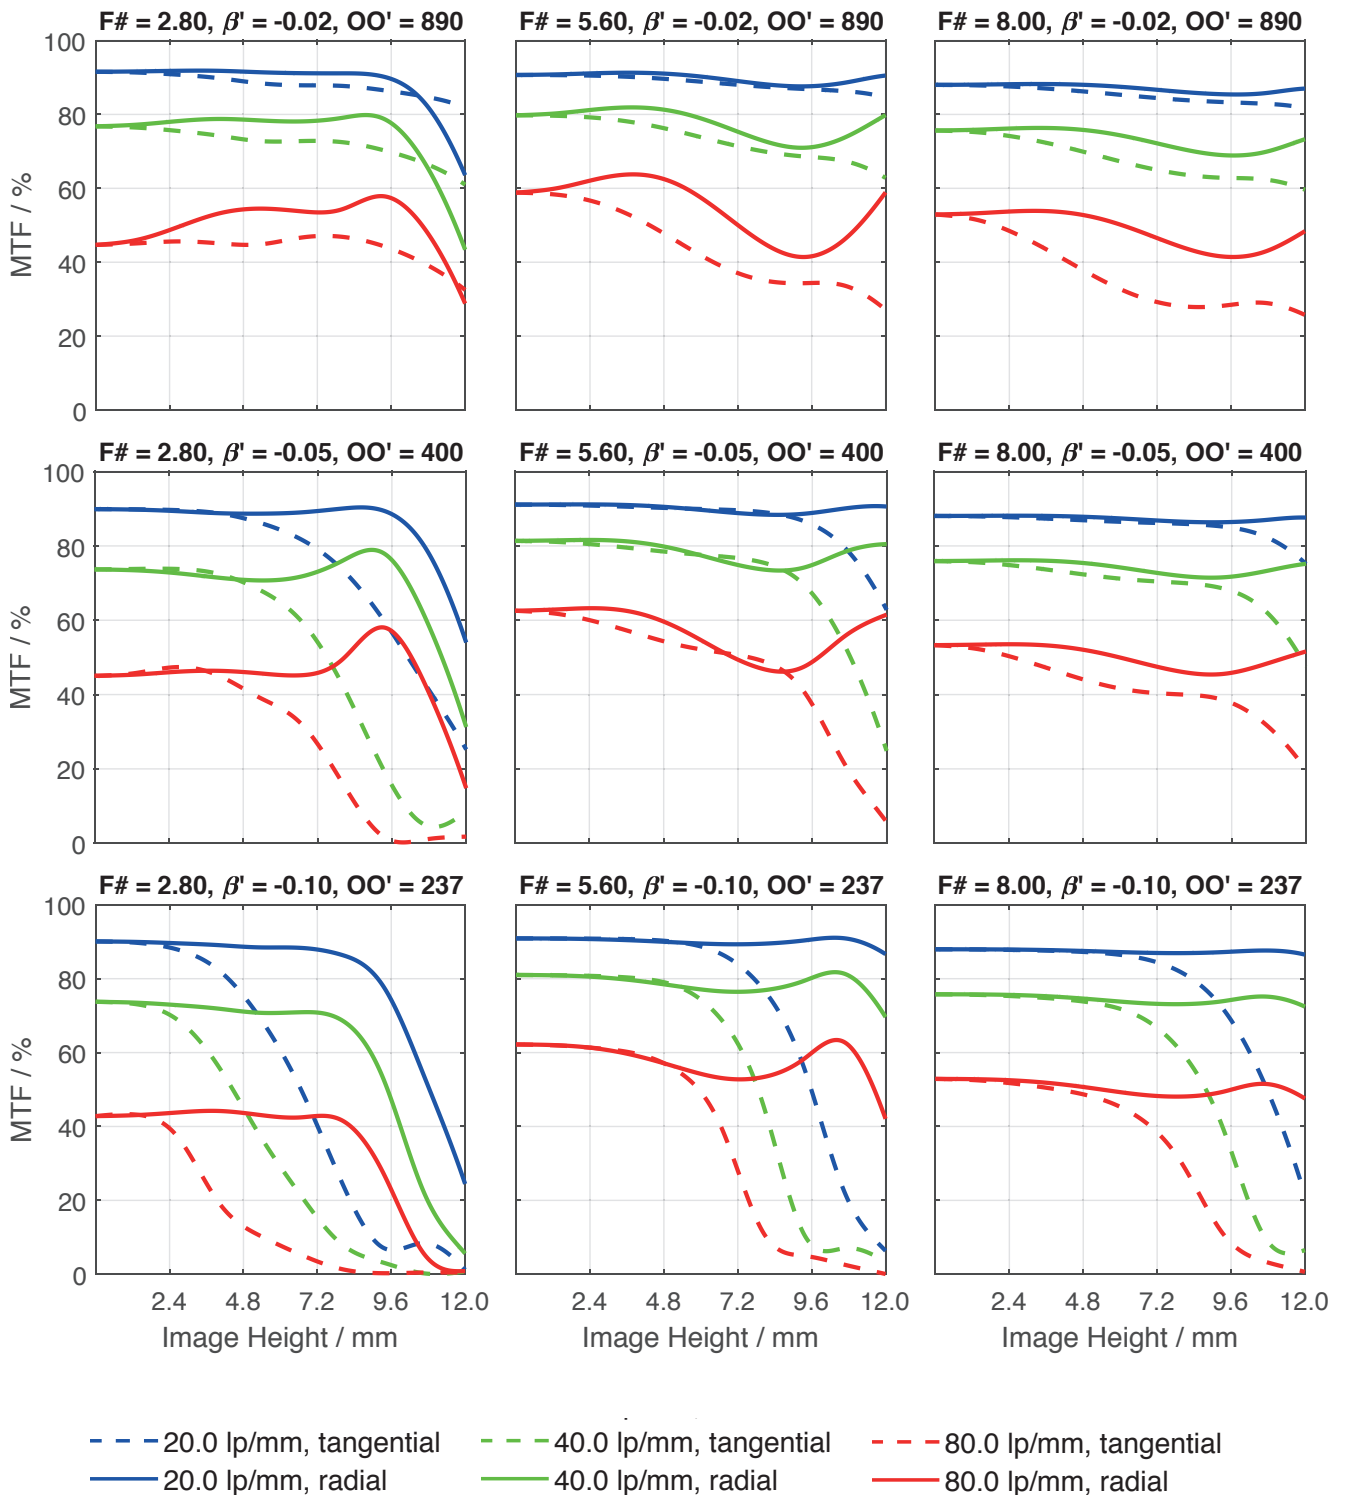 F# = 2.80, β' = -0.02, OO' = 890
F# = 5.60, β' = -0.02, OO' = 890
F# = 8.00, β' = -0.02, OO' = 890
100
80
60
40
20
0
MTF / %
F# = 2.80, β' = -0.05, OO' = 400
F# = 5.60, β' = -0.05, OO' = 400
F# = 8.00, β' = -0.05, OO' = 400
100
80
60
40
20
0
MTF / %
F# = 2.80, β' = -0.10, OO' = 237
F# = 5.60, β' = -0.10, OO' = 237
F# = 8.00, β' = -0.10, OO' = 237
100
80
60
40
20
0
MTF / %
2.4 4.8 7.2 9.6 12.0
2.4 4.8 7.2 9.6 12.0
2.4 4.8 7.2 9.6 12.0
Image Height / mm
Image Height / mm
Image Height / mm
20.0 lp/mm, tangential
40.0 lp/mm, tangential
80.0 lp/mm, tangential
20.0 lp/mm, radial
40.0 lp/mm, radial
80.0 lp/mm, radial